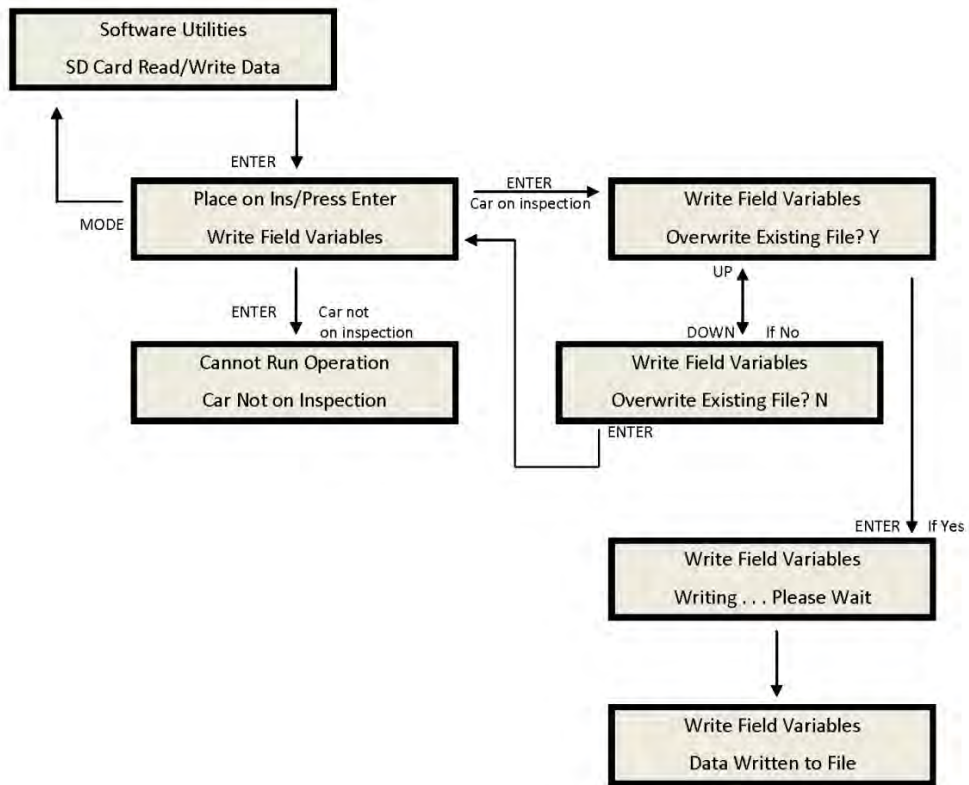 Software Utilities
SD Card Read/Write Data
ENTER
MODE
Place on Ins/Press Enter
Write Field Variables
ENTER
Car on inspection
Write Field Variables
Overwrite Existing File? Y
ENTER
Car not
on inspection
UP
DOWN If No
Cannot Run Operation
Car Not on Inspection
Write Field Variables
Overwrite Existing File? N
ENTER
ENTER If Yes
Write Field Variables
Writing . . . Please Wait
Write Field Variables
Data Written to File